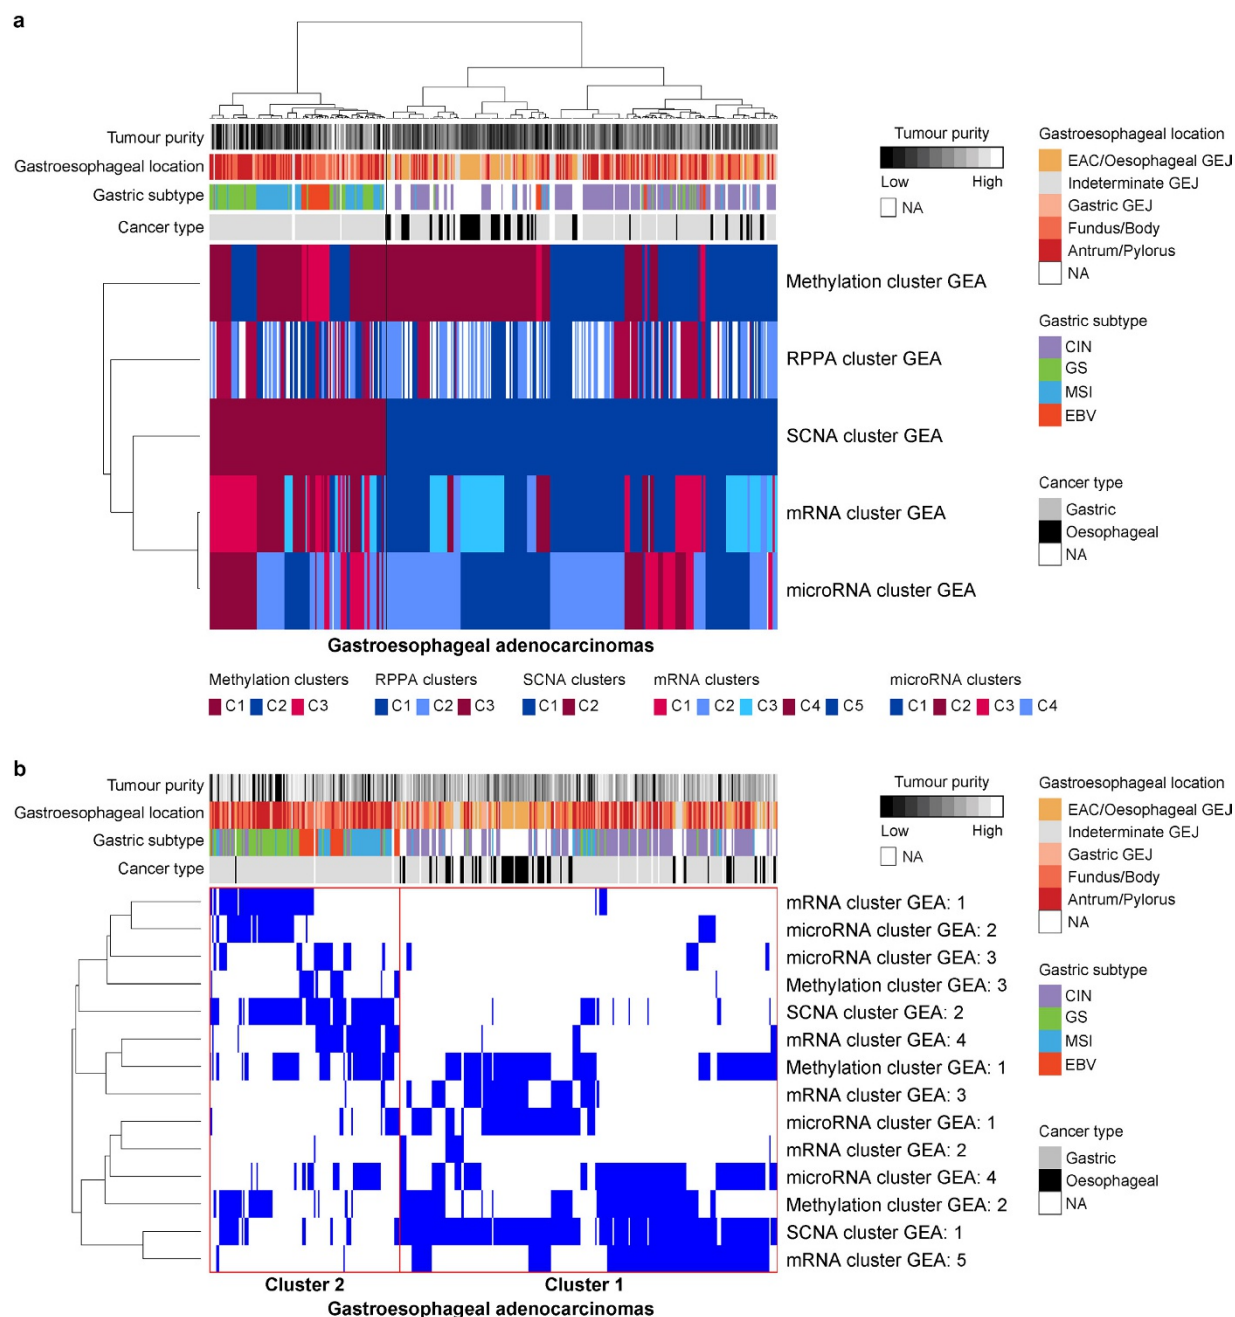 a
Tumour purity
Gastroesophageal location
Gastric subtype
Cancer type
Methylation cluster GEA
RPPA cluster GEA
SCNA cluster GEA
mRNA cluster GEA
microRNA cluster GEA
Gastroesophageal adenocarcinomas
Tumour purity
Low High
NA
Gastroesophageal location
EAC/Oesophageal GEJ
Indeterminate GEJ
Gastric GEJ
Fundus/Body
Antrum/Pylorus
NA
Gastric subtype
CIN
GS
MSI
EBV
Cancer type
Gastric
Oesophageal
NA
Methylation clusters RPPA clusters SCNA clusters mRNA clusters microRNA clusters
C1 C2 C3 C1 C2 C3 C1 C2 C1 C2 C3 C4 C5 C1 C2 C3 C4
b
Tumour purity
Gastroesophageal location
Gastric subtype
Cancer type
mRNA cluster GEA: 1
microRNA cluster GEA: 2
microRNA cluster GEA: 3
Methylation cluster GEA: 3
SCNA cluster GEA: 2
mRNA cluster GEA: 4
Methylation cluster GEA: 1
mRNA cluster GEA: 3
microRNA cluster GEA: 1
mRNA cluster GEA: 2
microRNA cluster GEA: 4
Methylation cluster GEA: 2
SCNA cluster GEA: 1
mRNA cluster GEA: 5
Cluster 2 Cluster 1
Gastroesophageal adenocarcinomas
Tumour purity
Low High
NA
Gastroesophageal location
EAC/Oesophageal GEJ
Indeterminate GEJ
Gastric GEJ
Fundus/Body
Antrum/Pylorus
NA
Gastric subtype
CIN
GS
MSI
EBV
Cancer type
Gastric
Oesophageal
NA